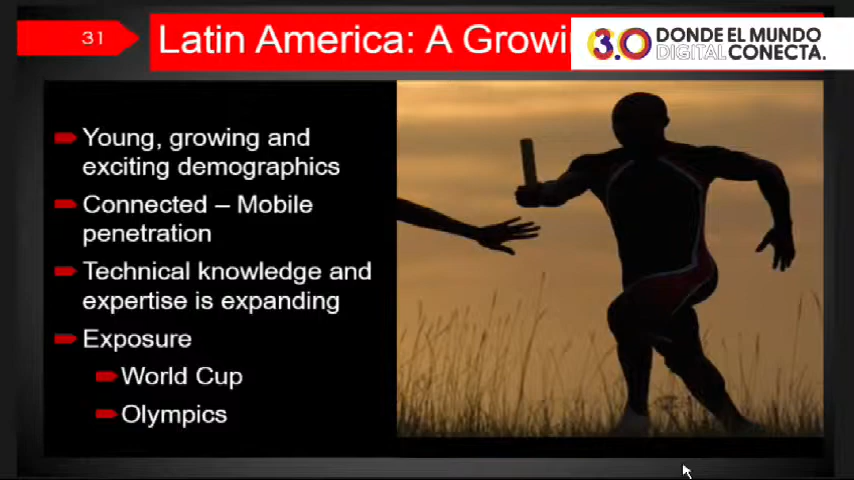 31
Latin America: A Growi
3.0 DONDE EL MUNDO
DIGITAL CONECTA.
Young, growing and
exciting demographics
Connected – Mobile
penetration
Technical knowledge and
expertise is expanding
Exposure
World Cup
Olympics